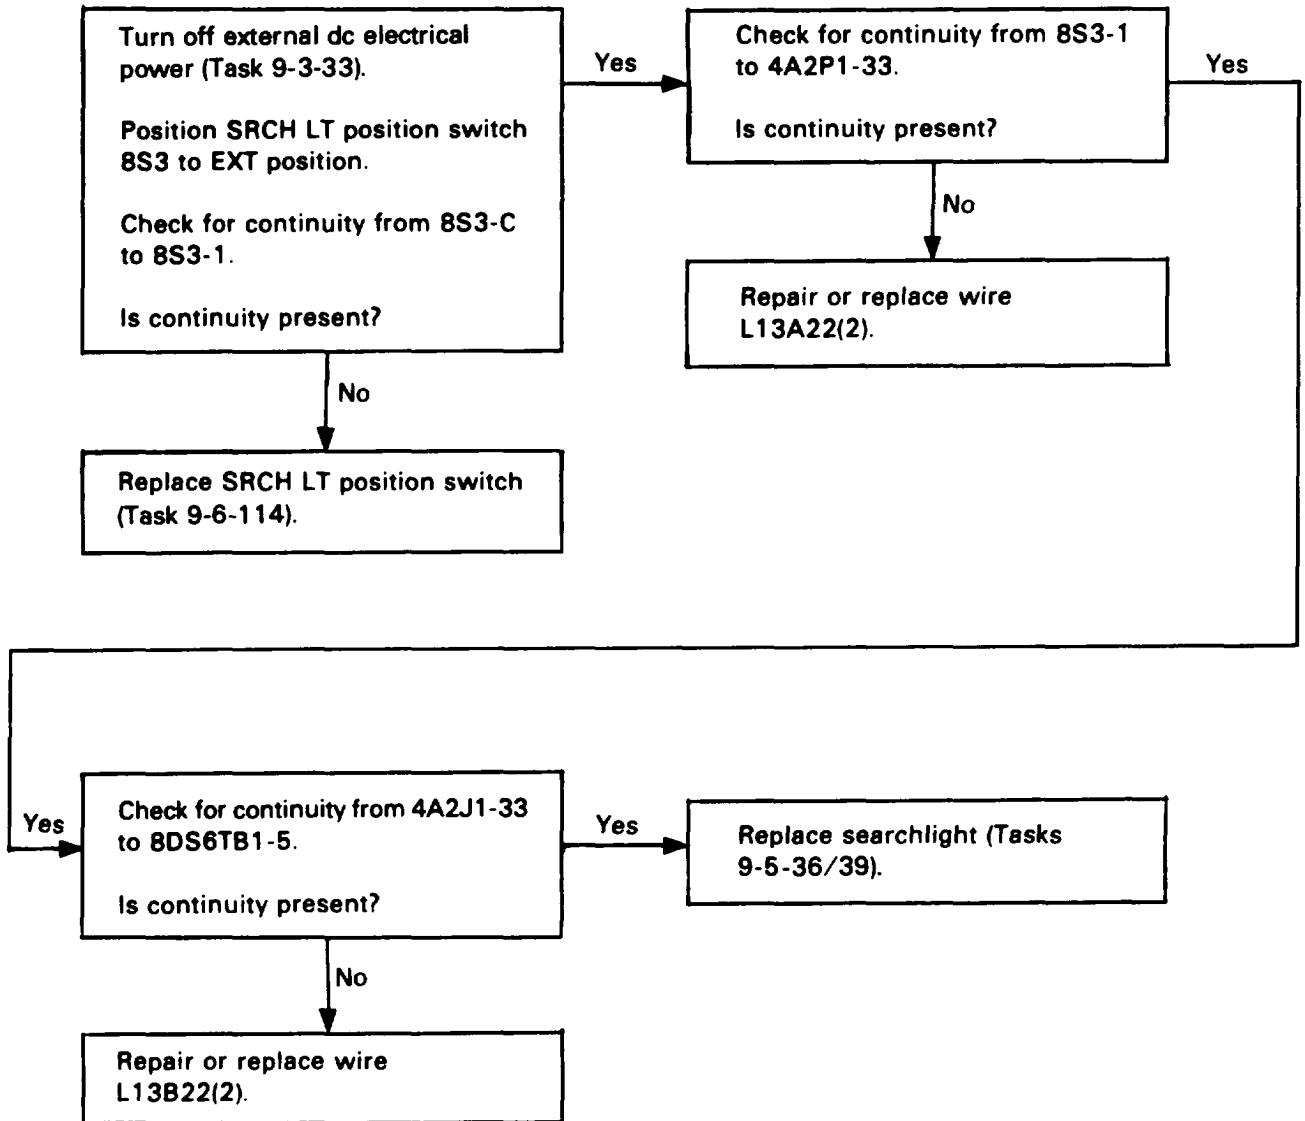 Turn off external dc electrical
power (Task 9-3-33).
Position SRCH LT position switch
8S3 to EXT position.
Check for continuity from 8S3-C
to 8S3-1.
Is continuity present?
Yes
No
Replace SRCH LT position switch
(Task 9-6-114).
Check for continuity from 8S3-1
to 4A2P1-33.
Is continuity present?
Yes
No
Repair or replace wire
L13A22(2).
Yes
Check for continuity from 4A2J1-33
to 8DS6TB1-5.
Is continuity present?
Yes
No
Replace searchlight (Tasks
9-5-36/39).
Repair or replace wire
L13B22(2).